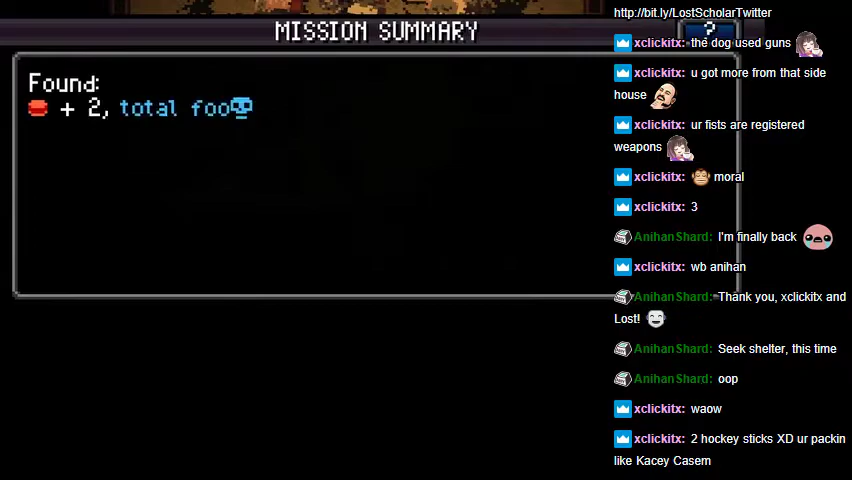 MISSION SUMMARY
?
Found:
+ 2, total foo
http://bit.ly/LostScholarTwitter
xclickitx: the dog used guns
xclickitx: u got more from that side
house
xclickitx: ur fists are registered
weapons
xclickitx: moral
xclickitx: 3
AnihanShard: I'm finally back
xclickitx: wb anihan
AnihanShard: Thank you, xclickitx and
Lost!
AnihanShard: Seek shelter, this time
AnihanShard: oop
xclickitx: waow
xclickitx: 2 hockey sticks XD ur packin
like Kacey Casem